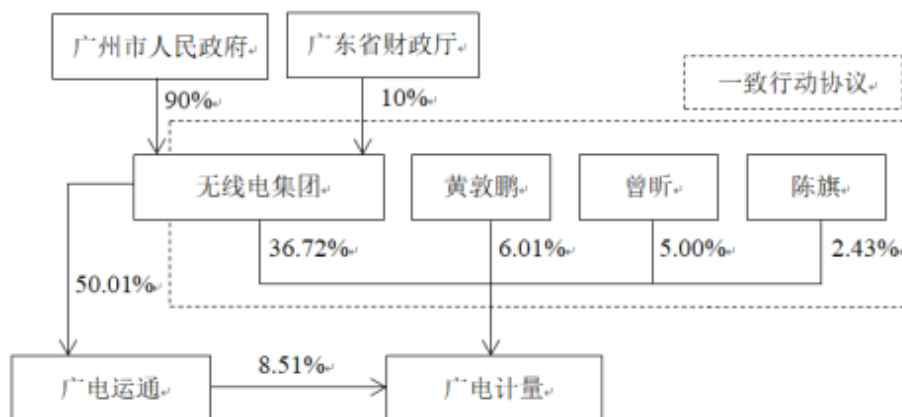 广州市人民政府
广东省财政厅
一致行动协议
90%
10%
无线电集团
黄敦鹏
曾昕
陈旗
36.72%
6.01%
5.00%
2.43%
50.01%
8.51%
广电运通
广电计量